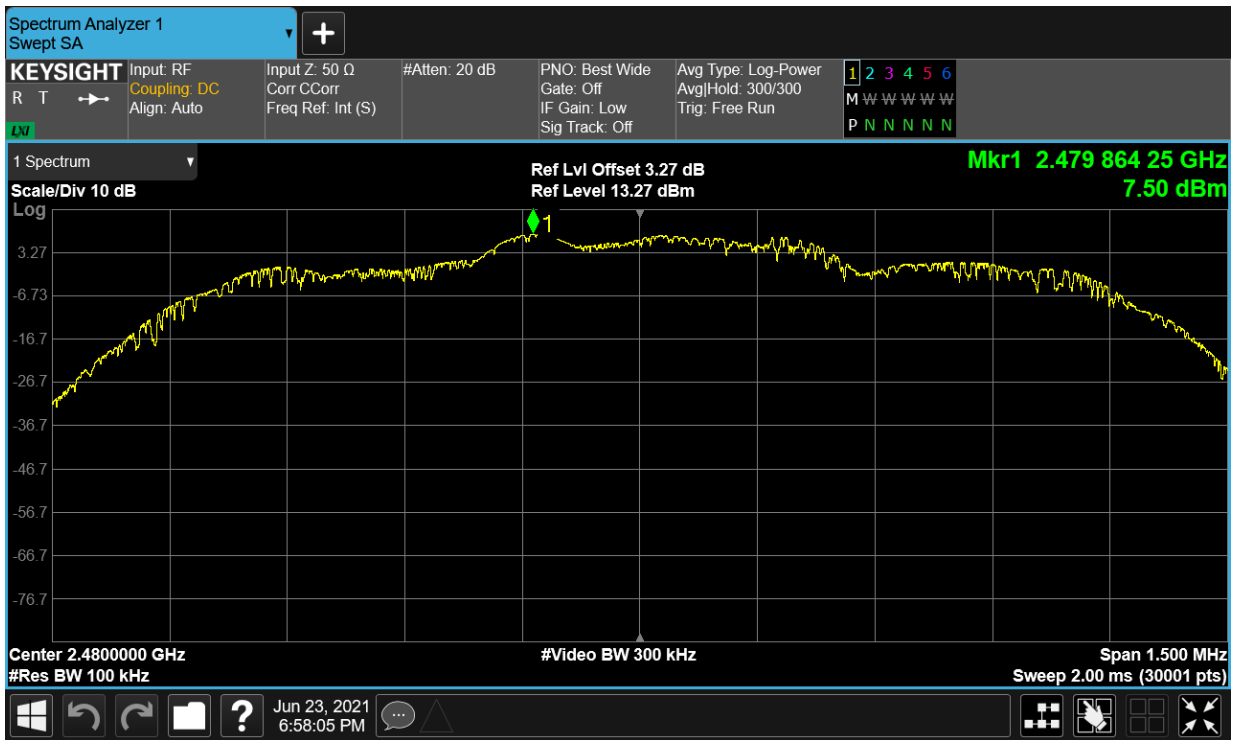 Spectrum Analyzer 1
Swept SA
KEYSIGHT
R T
LXI
Input: RF
Coupling: DC
Align: Auto
Input Z: 50 Ω
Corr CCorr
Freq Ref: Int (S)
#Atten: 20 dB
PNO: Best Wide
Gate: Off
IF Gain: Low
Sig Track: Off
Avg Type: Log-Power
Avg|Hold: 300/300
Trig: Free Run
1 2 3 4 5 6
M W W W W W
P N N N N N
1 Spectrum
Scale/Div 10 dB
Log
Ref Lvl Offset 3.27 dB
Ref Level 13.27 dBm
Mkr1 2.479 864 25 GHz
7.50 dBm
1
3.27
-6.73
-16.7
-26.7
-36.7
-46.7
-56.7
-66.7
-76.7
Center 2.4800000 GHz
#Res BW 100 kHz
#Video BW 300 kHz
Span 1.500 MHz
Sweep 2.00 ms (30001 pts)
?
Jun 23, 2021
6:58:05 PM